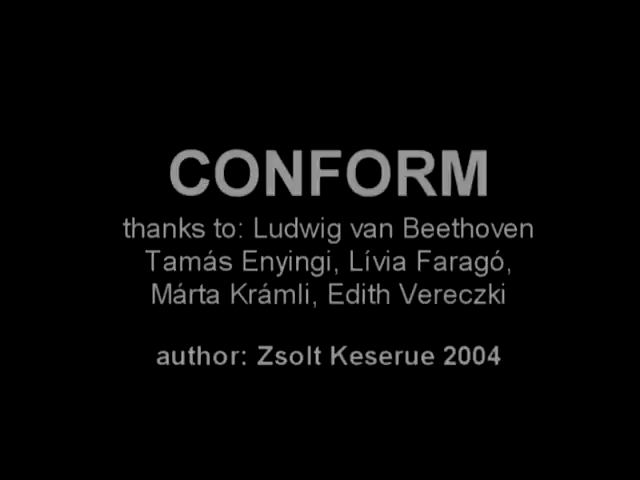 CONFORM
thanks to: Ludwig van Beethoven
Tamás Enyingi, Lívia Faragó,
Márta Krámli, Edith Vereczki
author: Zsolt Keserue 2004